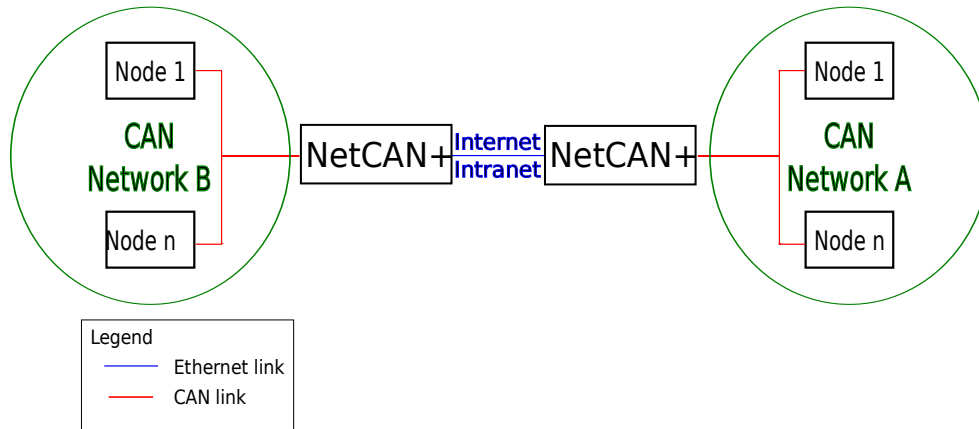 Node 1
CAN
Network B
Node n
NetCAN+
Internet
Intranet
NetCAN+
Node 1
CAN
Network A
Node n
Legend
Ethernet link
CAN link